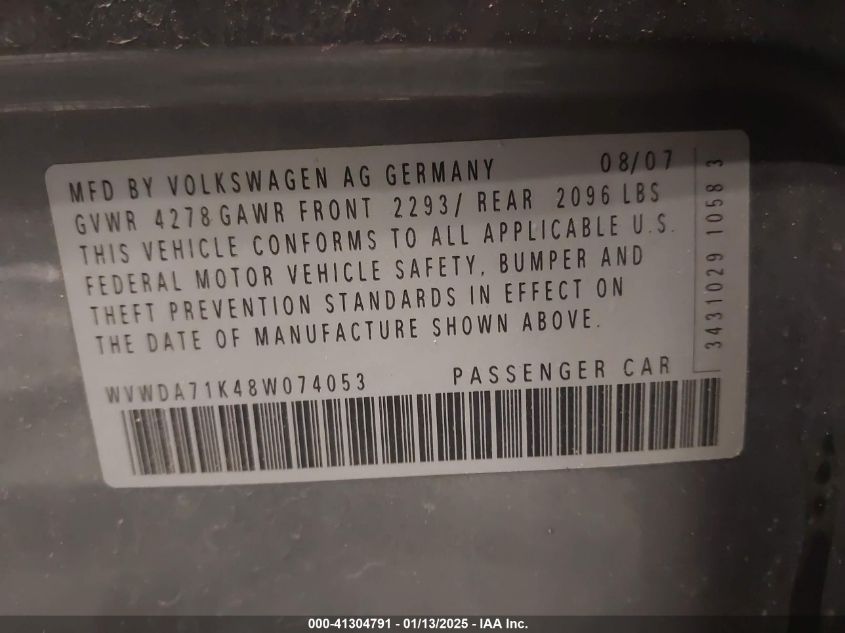 MFD BY VOLKSWAGEN AG GERMANY 08/07
GVWR 4278 GAWR FRONT 2293/ REAR 2096 LBS
THIS VEHICLE CONFORMS TO ALL APPLICABLE U.S.
FEDERAL MOTOR VEHICLE SAFETY, BUMPER AND
THEFT PREVENTION STANDARDS IN EFFECT ON
THE DATE OF MANUFACTURE SHOWN ABOVE.
WVWDA71K48W074053 PASSENGER CAR
3431029 1058 3
000-41304791 - 01/13/2025 - IAA Inc.